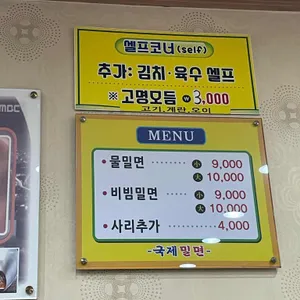 셀프코너(self)
추가: 김치·육수 셀프
※ 고명모듬 ₩3,000
고기, 계란, 오이
MENU
• 물밀면 ······ 小 9,000
大 10,000
• 비빔밀면 ··· 小 9,000
大 10,000
• 사리추가 ········ 4,000
-국제밀면-